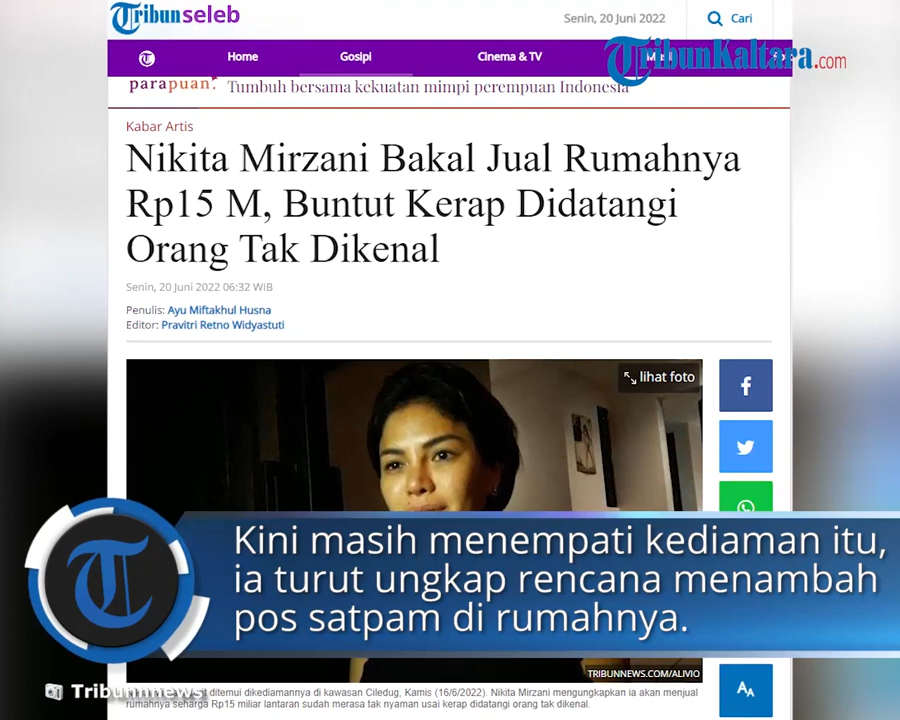 Tribunseleb
Senin, 20 Juni 2022
Cari
Home
Gosipl
Cinema & TV
TribunKaltara.com
parapuan.
Tumbuh bersama kekuatan mimpi perempuan Indonesia
Kabar Artis
Nikita Mirzani Bakal Jual Rumahnya
Rp15 M, Buntut Kerap Didatangi
Orang Tak Dikenal
Senin, 20 Juni 2022 06:32 WIB
Penulis: Ayu Miftakhul Husna
Editor: Pravitri Retno Widyastuti
lihat foto
Kini masih menempati kediaman itu,
ia turut ungkap rencana menambah
pos satpam di rumahnya.
TRIBUNNEWS.COM/ALIVIO
Tribunnews
ditemui dikediamannya di kawasan Ciledug, Kamis (16/6/2022). Nikita Mirzani mengungkapkan ia akan menjual
rumahnya seharga Rp15 miliar lantaran sudah merasa tak nyaman usai kerap didatangi orang tak dikenal.
AA